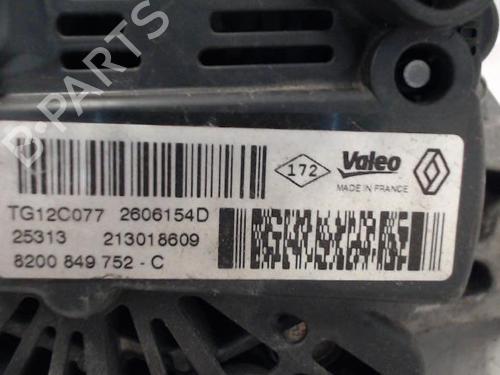 B-PARTS
172
Valeo
MADE IN FRANCE
TG12C077 2606154D
25313 213018609
8200 849 752 - C